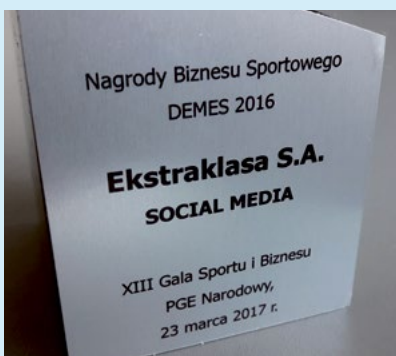 Nagrody Biznesu Sportowego
DEMES 2016
Ekstraklasa S.A.
SOCIAL MEDIA
XIII Gala Sportu i Biznesu
PGE Narodowy,
23 marca 2017 r.